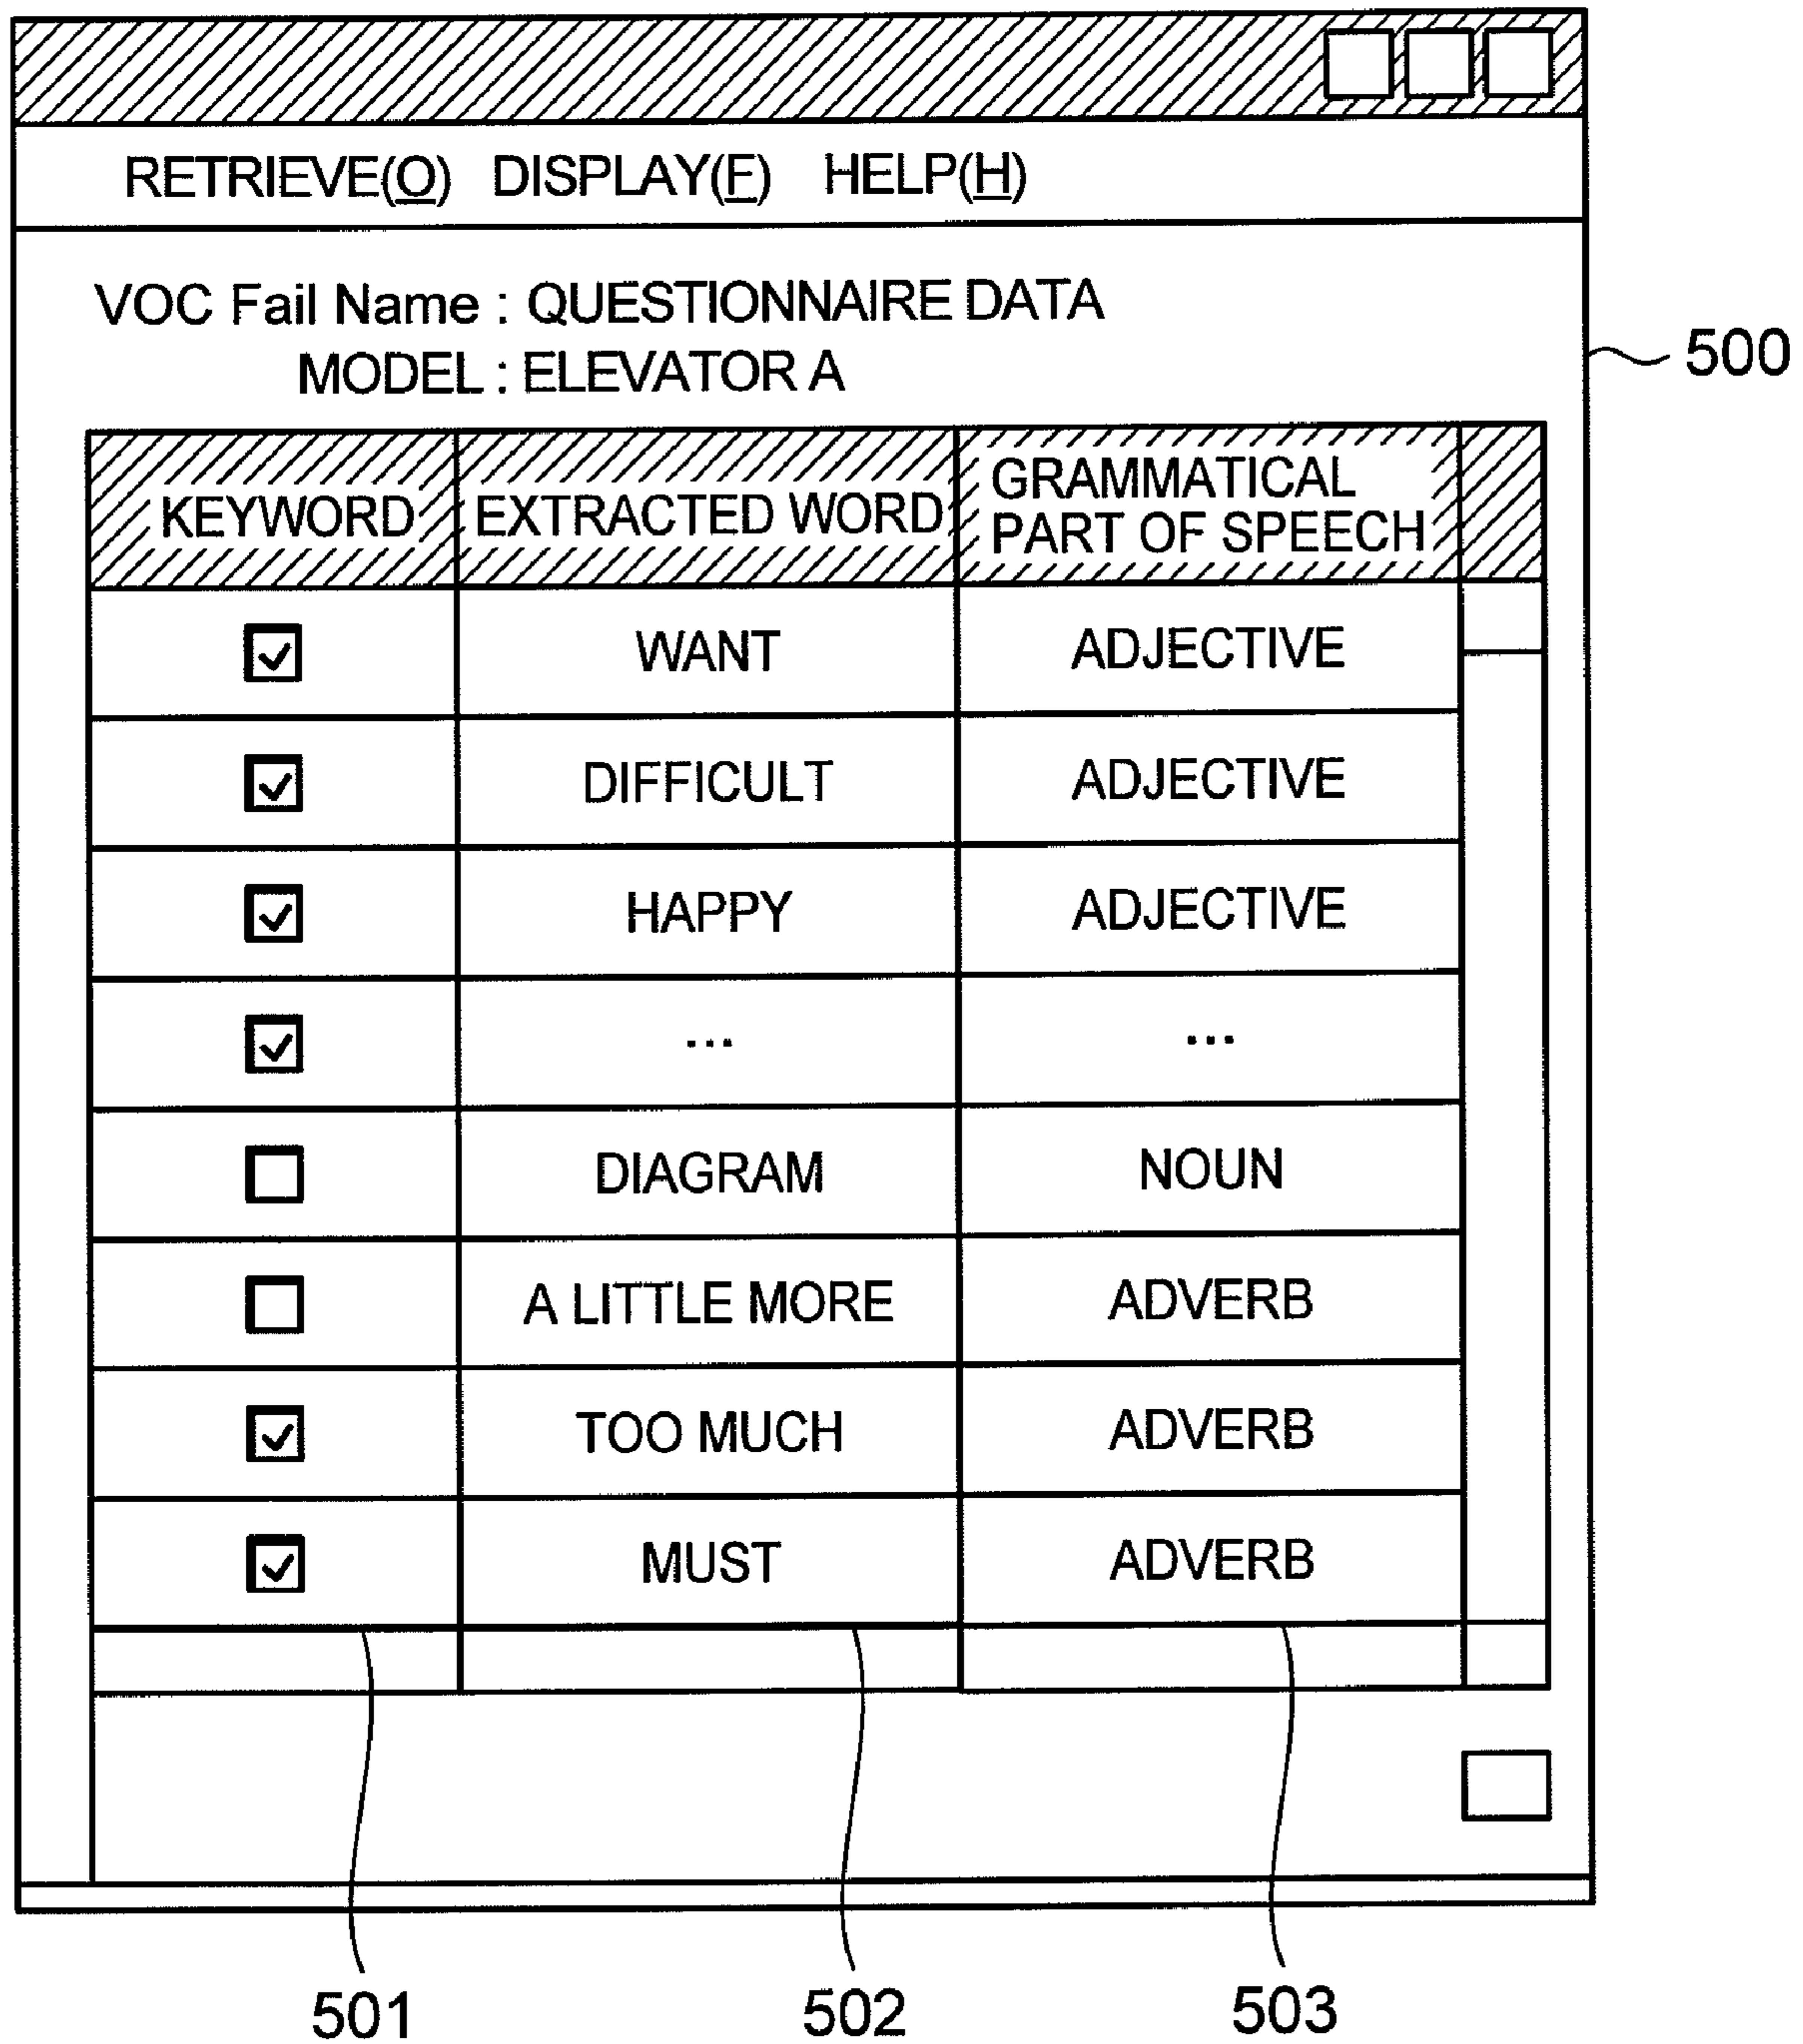 RETRIEVE(O) DISPLAY(F) HELP(H)
VOC Fail Name : QUESTIONNAIRE DATA
MODEL : ELEVATOR A
500
KEYWORD EXTRACTED WORD GRAMMATICAL PART OF SPEECH
WANT ADJECTIVE
DIFFICULT ADJECTIVE
HAPPY ADJECTIVE
... ...
DIAGRAM NOUN
A LITTLE MORE ADVERB
TOO MUCH ADVERB
MUST ADVERB
501 502 503